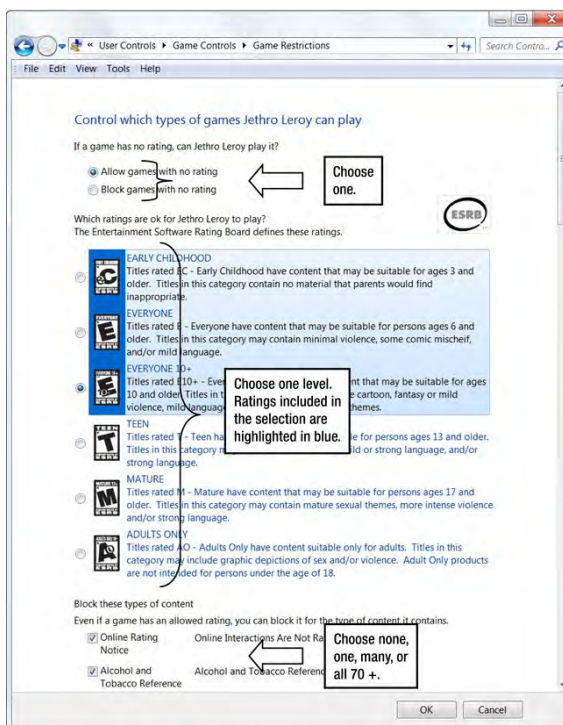 User Controls Game Controls Game Restrictions
Search Contro...
File Edit View Tools Help
Control which types of games Jethro Leroy can play
If a game has no rating, can Jethro Leroy play it?
Allow games with no rating
Block games with no rating
Choose
one.
ESRB
Which ratings are ok for Jethro Leroy to play?
The Entertainment Software Rating Board defines these ratings.
EARLY CHILDHOOD
Titles rated EC - Early Childhood have content that may be suitable for ages 3 and
older. Titles in this category contain no material that parents would find
inappropriate.
EVERYONE
Titles rated E - Everyone have content that may be suitable for persons ages 6 and
older. Titles in this category may contain minimal violence, some comic mischeif,
and/or mild language.
EVERYONE 10+
Titles rated E10+ - Eve
nt that may be suitable for ages
10 and older. Titles in t
e cartoon, fantasy or mild
violence, mild language
hemes.
Choose one level.
Ratings included in
the selection are
highlighted in blue.
TEEN
Titles rated T - Teen ha
le for persons ages 13 and older.
Titles in this category
ild or strong language, and/or
strong language.
MATURE
Titles rated M - Mature have content that may be suitable for persons ages 17 and
older. Titles in this category may contain mature sexual themes, more intense violence
and/or strong language.
ADULTS ONLY
Titles rated AO - Adults Only have content suitable only for adults. Titles in this
category may include graphic depictions of sex and/or violence. Adult Only products
are not intended for persons under the age of 18.
Block these types of content
Even if a game has an allowed rating, you can block it for the type of content it contains.
Online Rating
Notice
Online Interactions Are Not Ra
Alcohol and
Tobacco Reference
Alcohol and Tobacco Referenc
Choose none,
one, many, or
all 70 +.
OK Cancel